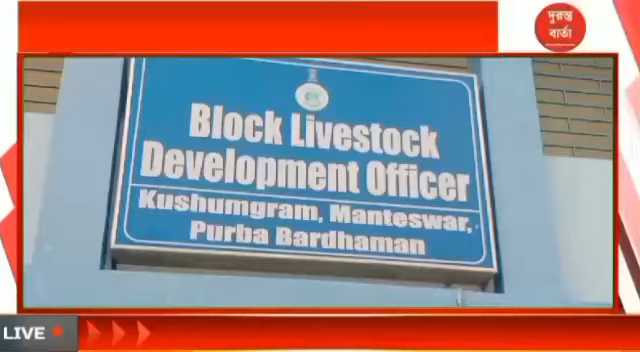 দুরন্ত
বার্তা
Block Livestock
Development Officer
Kushumgram, Manteswar,
Purba Bardhaman
LIVE